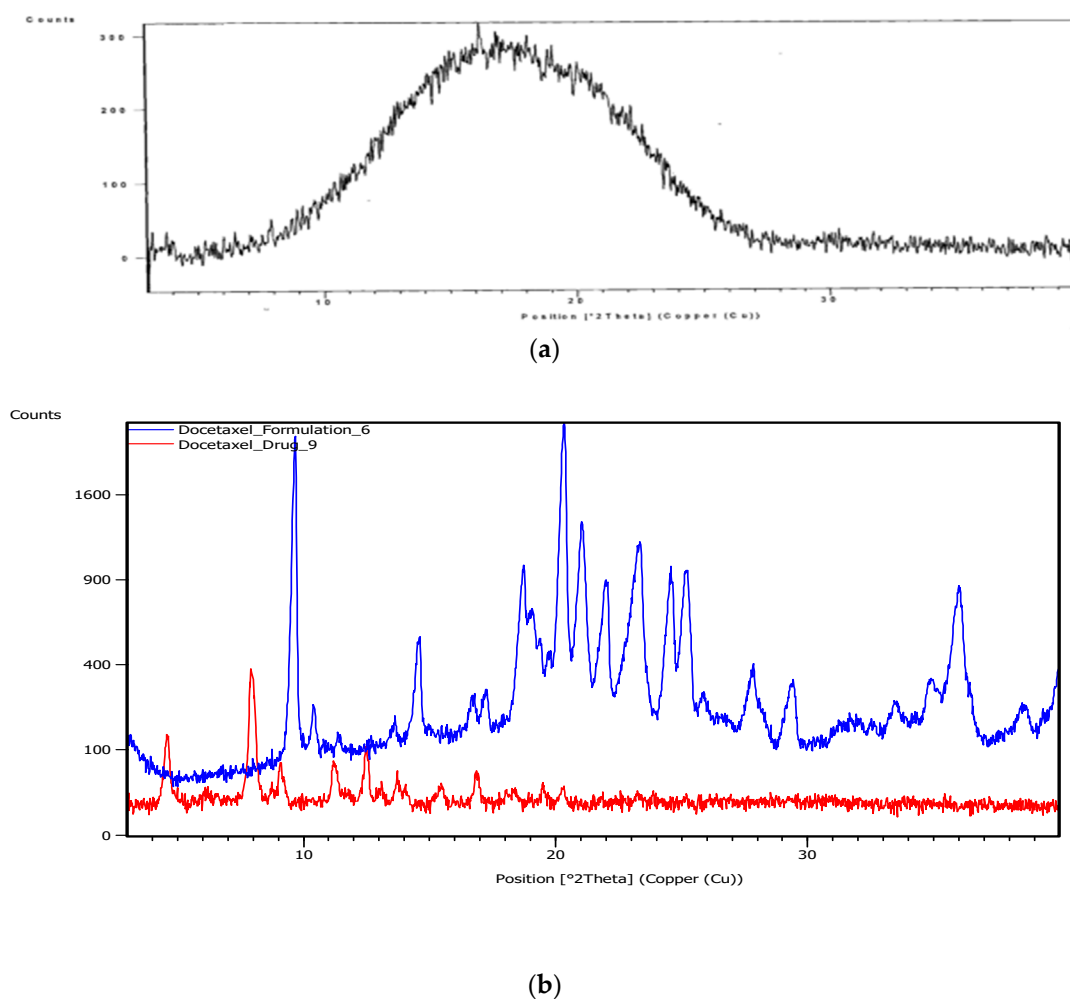 Counts
300
200
100
0
10 20 30
Position [°2Theta] (Copper (Cu))
(a)
Counts
Docetaxel_Formulation_6
Docetaxel_Drug_9
1600
900
400
100
0
10 20 30
Position [°2Theta] (Copper (Cu))
(b)